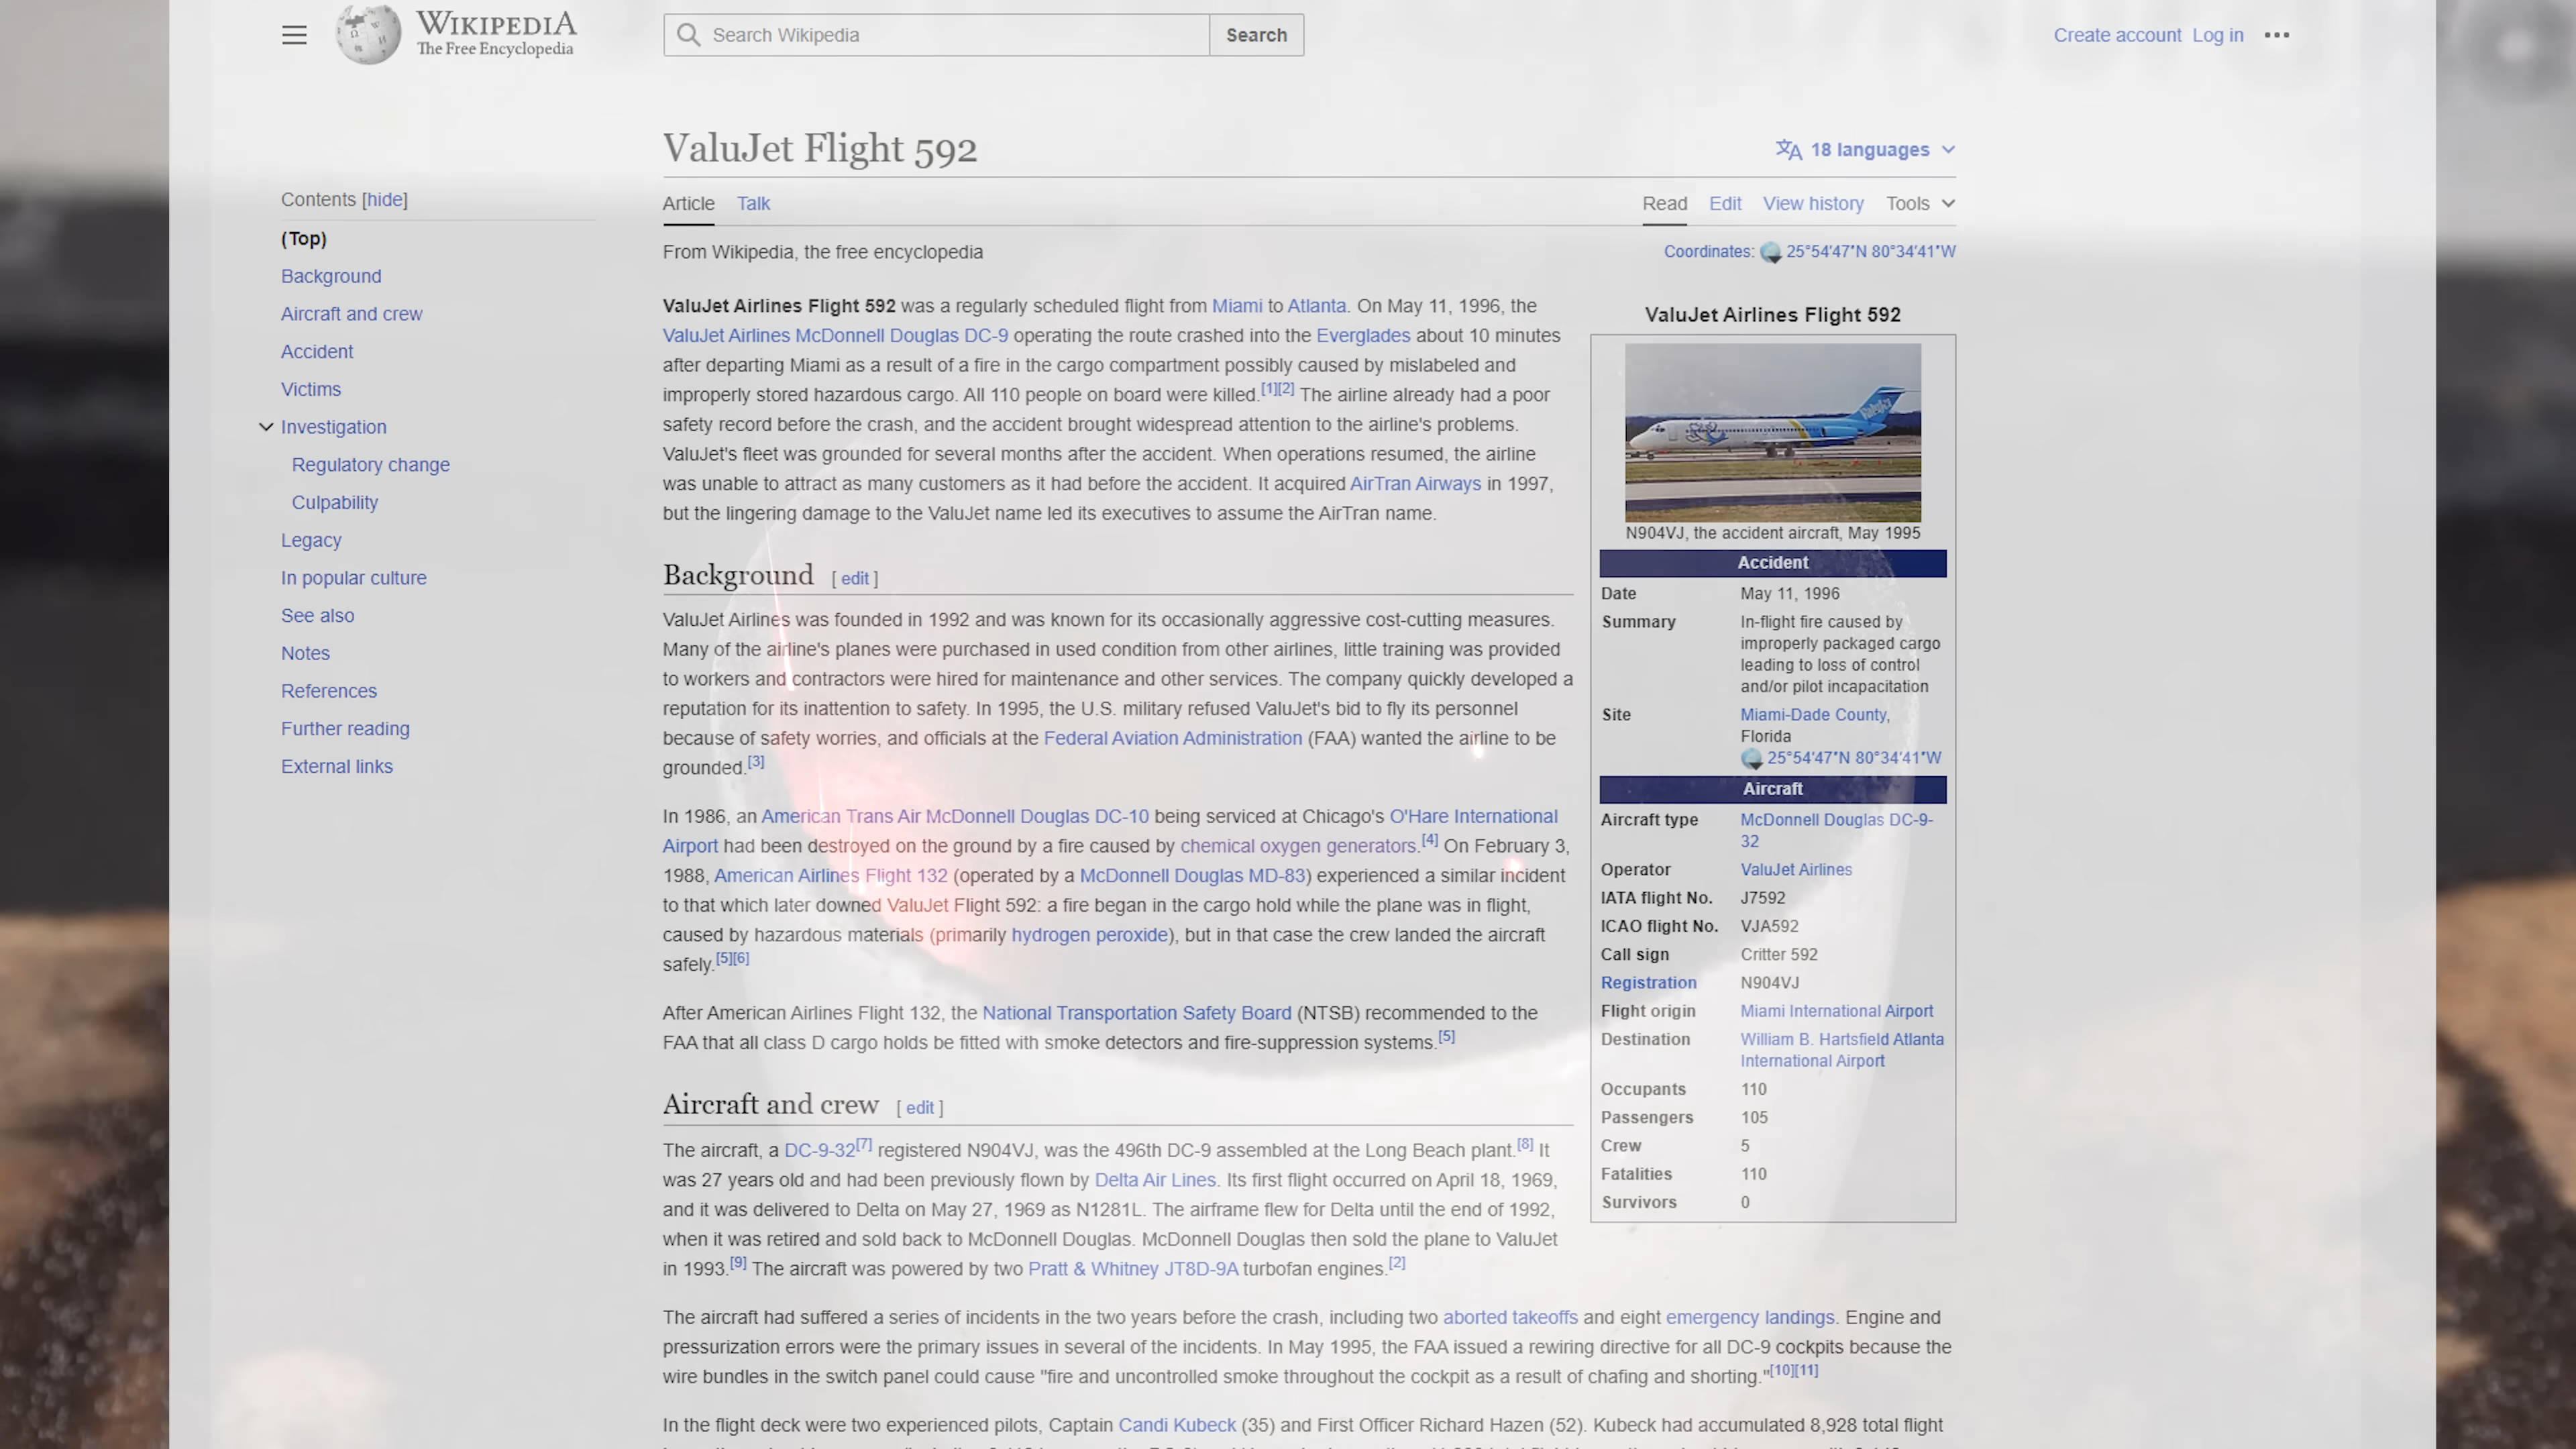 WIKIPEDIA
The Free Encyclopedia
Search Wikipedia
Search
Create account Log in
ValuJet Flight 592
18 languages
Article Talk
Read Edit View history Tools
From Wikipedia, the free encyclopedia
Coordinates: 25°54′47″N 80°34′41″W
Contents [hide]
(Top)
Background
Aircraft and crew
Accident
Victims
Investigation
Regulatory change
Culpability
Legacy
In popular culture
See also
Notes
References
Further reading
External links
ValuJet Airlines Flight 592 was a regularly scheduled flight from Miami to Atlanta. On May 11, 1996, the
ValuJet Airlines McDonnell Douglas DC-9 operating the route crashed into the Everglades about 10 minutes
after departing Miami as a result of a fire in the cargo compartment possibly caused by mislabeled and
improperly stored hazardous cargo. All 110 people on board were killed.[1][2] The airline already had a poor
safety record before the crash, and the accident brought widespread attention to the airline's problems.
ValuJet's fleet was grounded for several months after the accident. When operations resumed, the airline
was unable to attract as many customers as it had before the accident. It acquired AirTran Airways in 1997,
but the lingering damage to the ValuJet name led its executives to assume the AirTran name.
Background [ edit ]
ValuJet Airlines was founded in 1992 and was known for its occasionally aggressive cost-cutting measures.
Many of the airline's planes were purchased in used condition from other airlines, little training was provided
to workers and contractors were hired for maintenance and other services. The company quickly developed a
reputation for its inattention to safety. In 1995, the U.S. military refused ValuJet's bid to fly its personnel
because of safety worries, and officials at the Federal Aviation Administration (FAA) wanted the airline to be
grounded.[3]
In 1986, an American Trans Air McDonnell Douglas DC-10 being serviced at Chicago's O'Hare International
Airport had been destroyed on the ground by a fire caused by chemical oxygen generators.[4] On February 3,
1988, American Airlines Flight 132 (operated by a McDonnell Douglas MD-83) experienced a similar incident
to that which later downed ValuJet Flight 592: a fire began in the cargo hold while the plane was in flight,
caused by hazardous materials (primarily hydrogen peroxide), but in that case the crew landed the aircraft
safely.[5][6]
After American Airlines Flight 132, the National Transportation Safety Board (NTSB) recommended to the
FAA that all class D cargo holds be fitted with smoke detectors and fire-suppression systems.[5]
Aircraft and crew [ edit ]
The aircraft, a DC-9-32[7] registered N904VJ, was the 496th DC-9 assembled at the Long Beach plant.[8] It
was 27 years old and had been previously flown by Delta Air Lines. Its first flight occurred on April 18, 1969,
and it was delivered to Delta on May 27, 1969 as N1281L. The airframe flew for Delta until the end of 1992,
when it was retired and sold back to McDonnell Douglas. McDonnell Douglas then sold the plane to ValuJet
in 1993.[9] The aircraft was powered by two Pratt & Whitney JT8D-9A turbofan engines.[2]
The aircraft had suffered a series of incidents in the two years before the crash, including two aborted takeoffs and eight emergency landings. Engine and
pressurization errors were the primary issues in several of the incidents. In May 1995, the FAA issued a rewiring directive for all DC-9 cockpits because the
wire bundles in the switch panel could cause "fire and uncontrolled smoke throughout the cockpit as a result of chafing and shorting."[10][11]
In the flight deck were two experienced pilots, Captain Candi Kubeck (35) and First Officer Richard Hazen (52). Kubeck had accumulated 8,928 total flight
ValuJet Airlines Flight 592
N904VJ, the accident aircraft, May 1995
Accident
Date May 11, 1996
Summary In-flight fire caused by
improperly packaged cargo
leading to loss of control
and/or pilot incapacitation
Site Miami-Dade County,
Florida
25°54′47″N 80°34′41″W
Aircraft
Aircraft type McDonnell Douglas DC-9-
32
Operator ValuJet Airlines
IATA flight No. J7592
ICAO flight No. VJA592
Call sign Critter 592
Registration N904VJ
Flight origin Miami International Airport
Destination William B. Hartsfield Atlanta
International Airport
Occupants 110
Passengers 105
Crew 5
Fatalities 110
Survivors 0